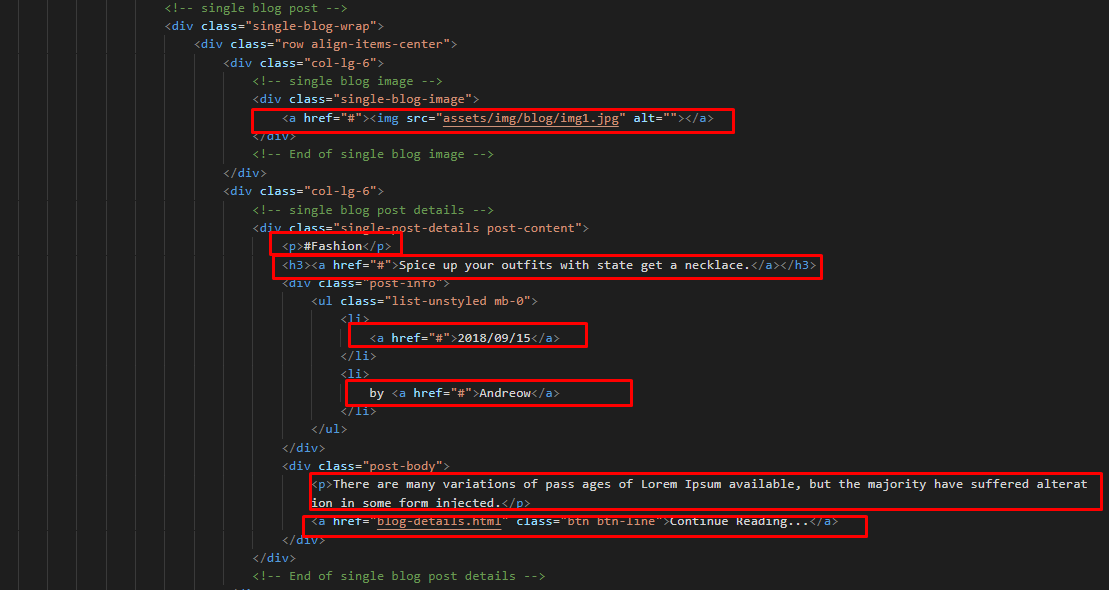 <!-- single blog post -->
<div class="single-blog-wrap">
<div class="row align-items-center">
<div class="col-lg-6">
<!-- single blog image -->
<div class="single-blog-image">
<a href="#"><img src="assets/img/blog/img1.jpg" alt=""></a>
</div>
<!-- End of single blog image -->
</div>
<div class="col-lg-6">
<!-- single blog post details -->
<div class="single-post-details post-content">
<p>#Fashion</p>
<h3><a href="#">Spice up your outfits with state get a necklace.</a></h3>
<div class="post-info">
<ul class="list-unstyled mb-0">
<li>
<a href="#">2018/09/15</a>
</li>
<li>
by <a href="#">Andreow</a>
</li>
</ul>
</div>
<div class="post-body">
<p>There are many variations of pass ages of Lorem Ipsum available, but the majority have suffered alterat
ion in some form injected.</p>
<a href="blog-details.html" class="btn btn-line">Continue Reading...</a>
</div>
</div>
<!-- End of single blog post details -->